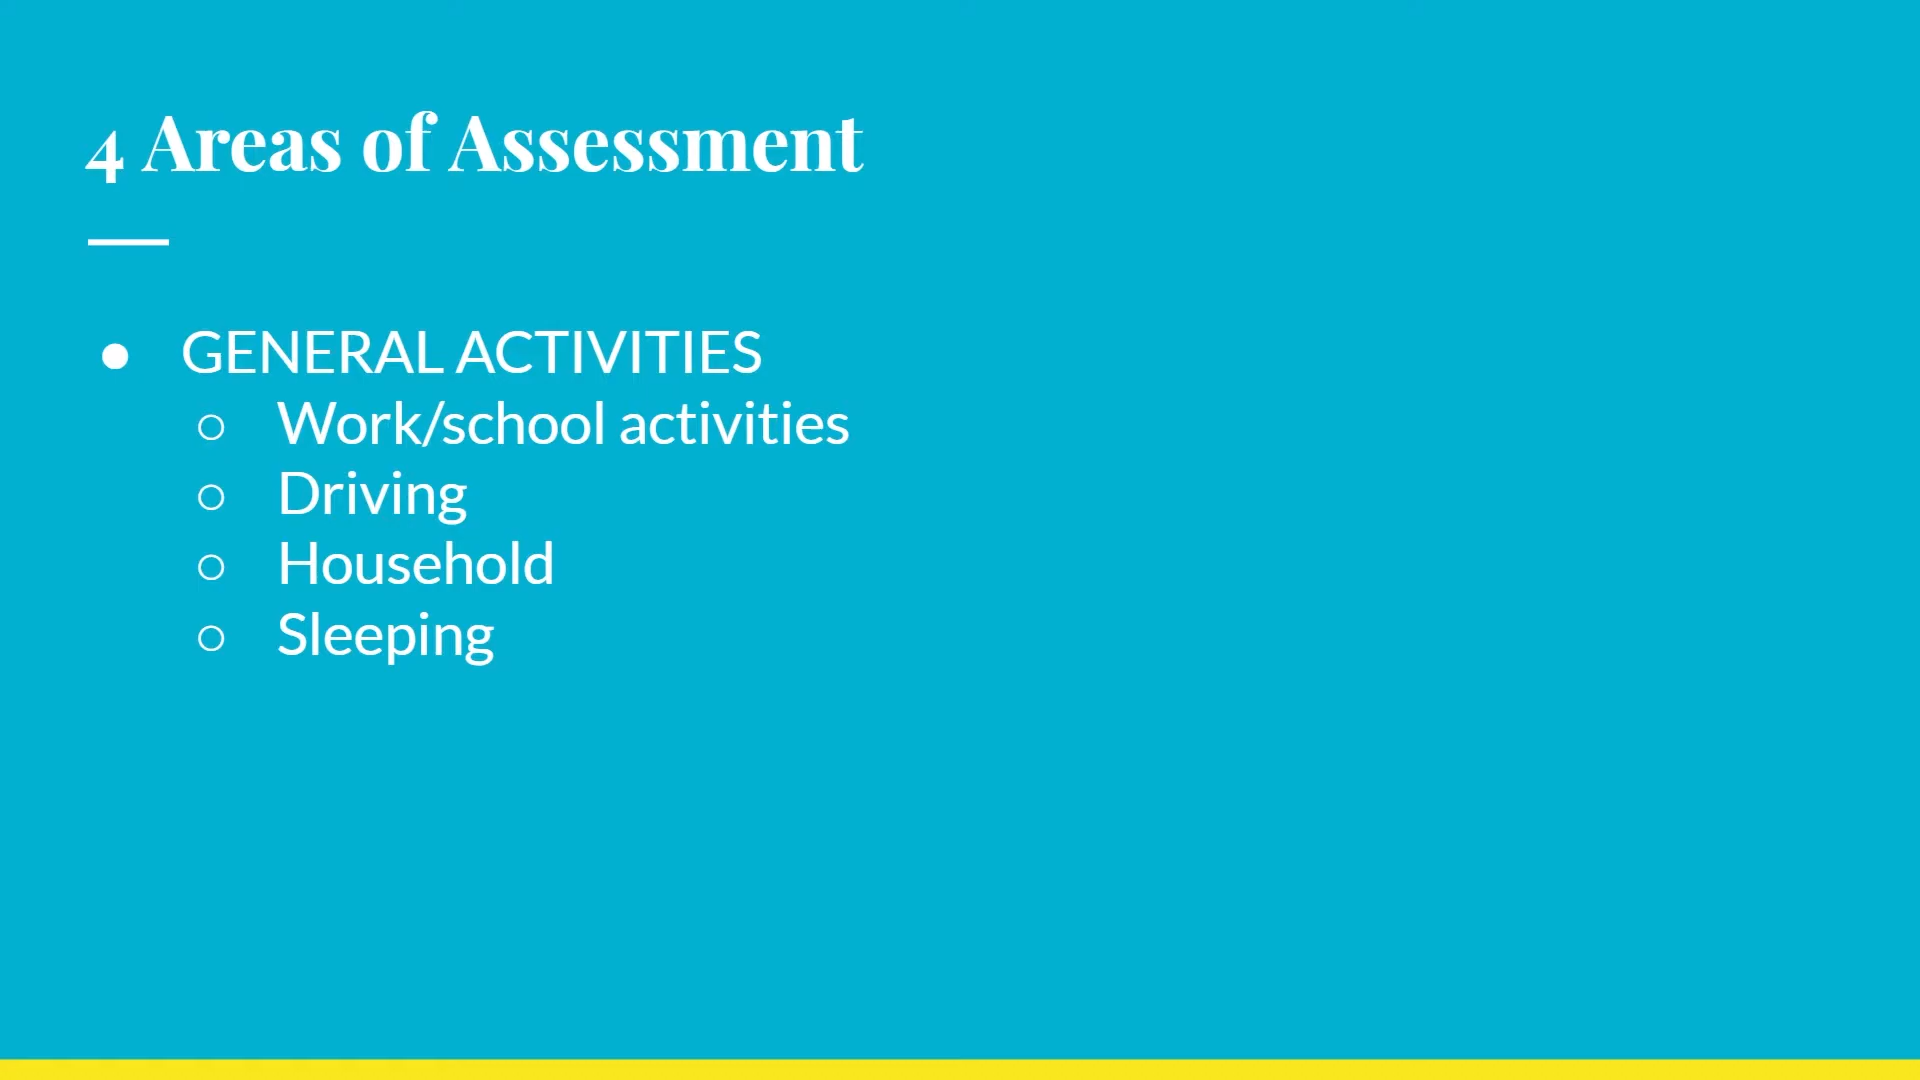 4 Areas of Assessment
● GENERAL ACTIVITIES
○ Work/school activities
○ Driving
○ Household
○ Sleeping